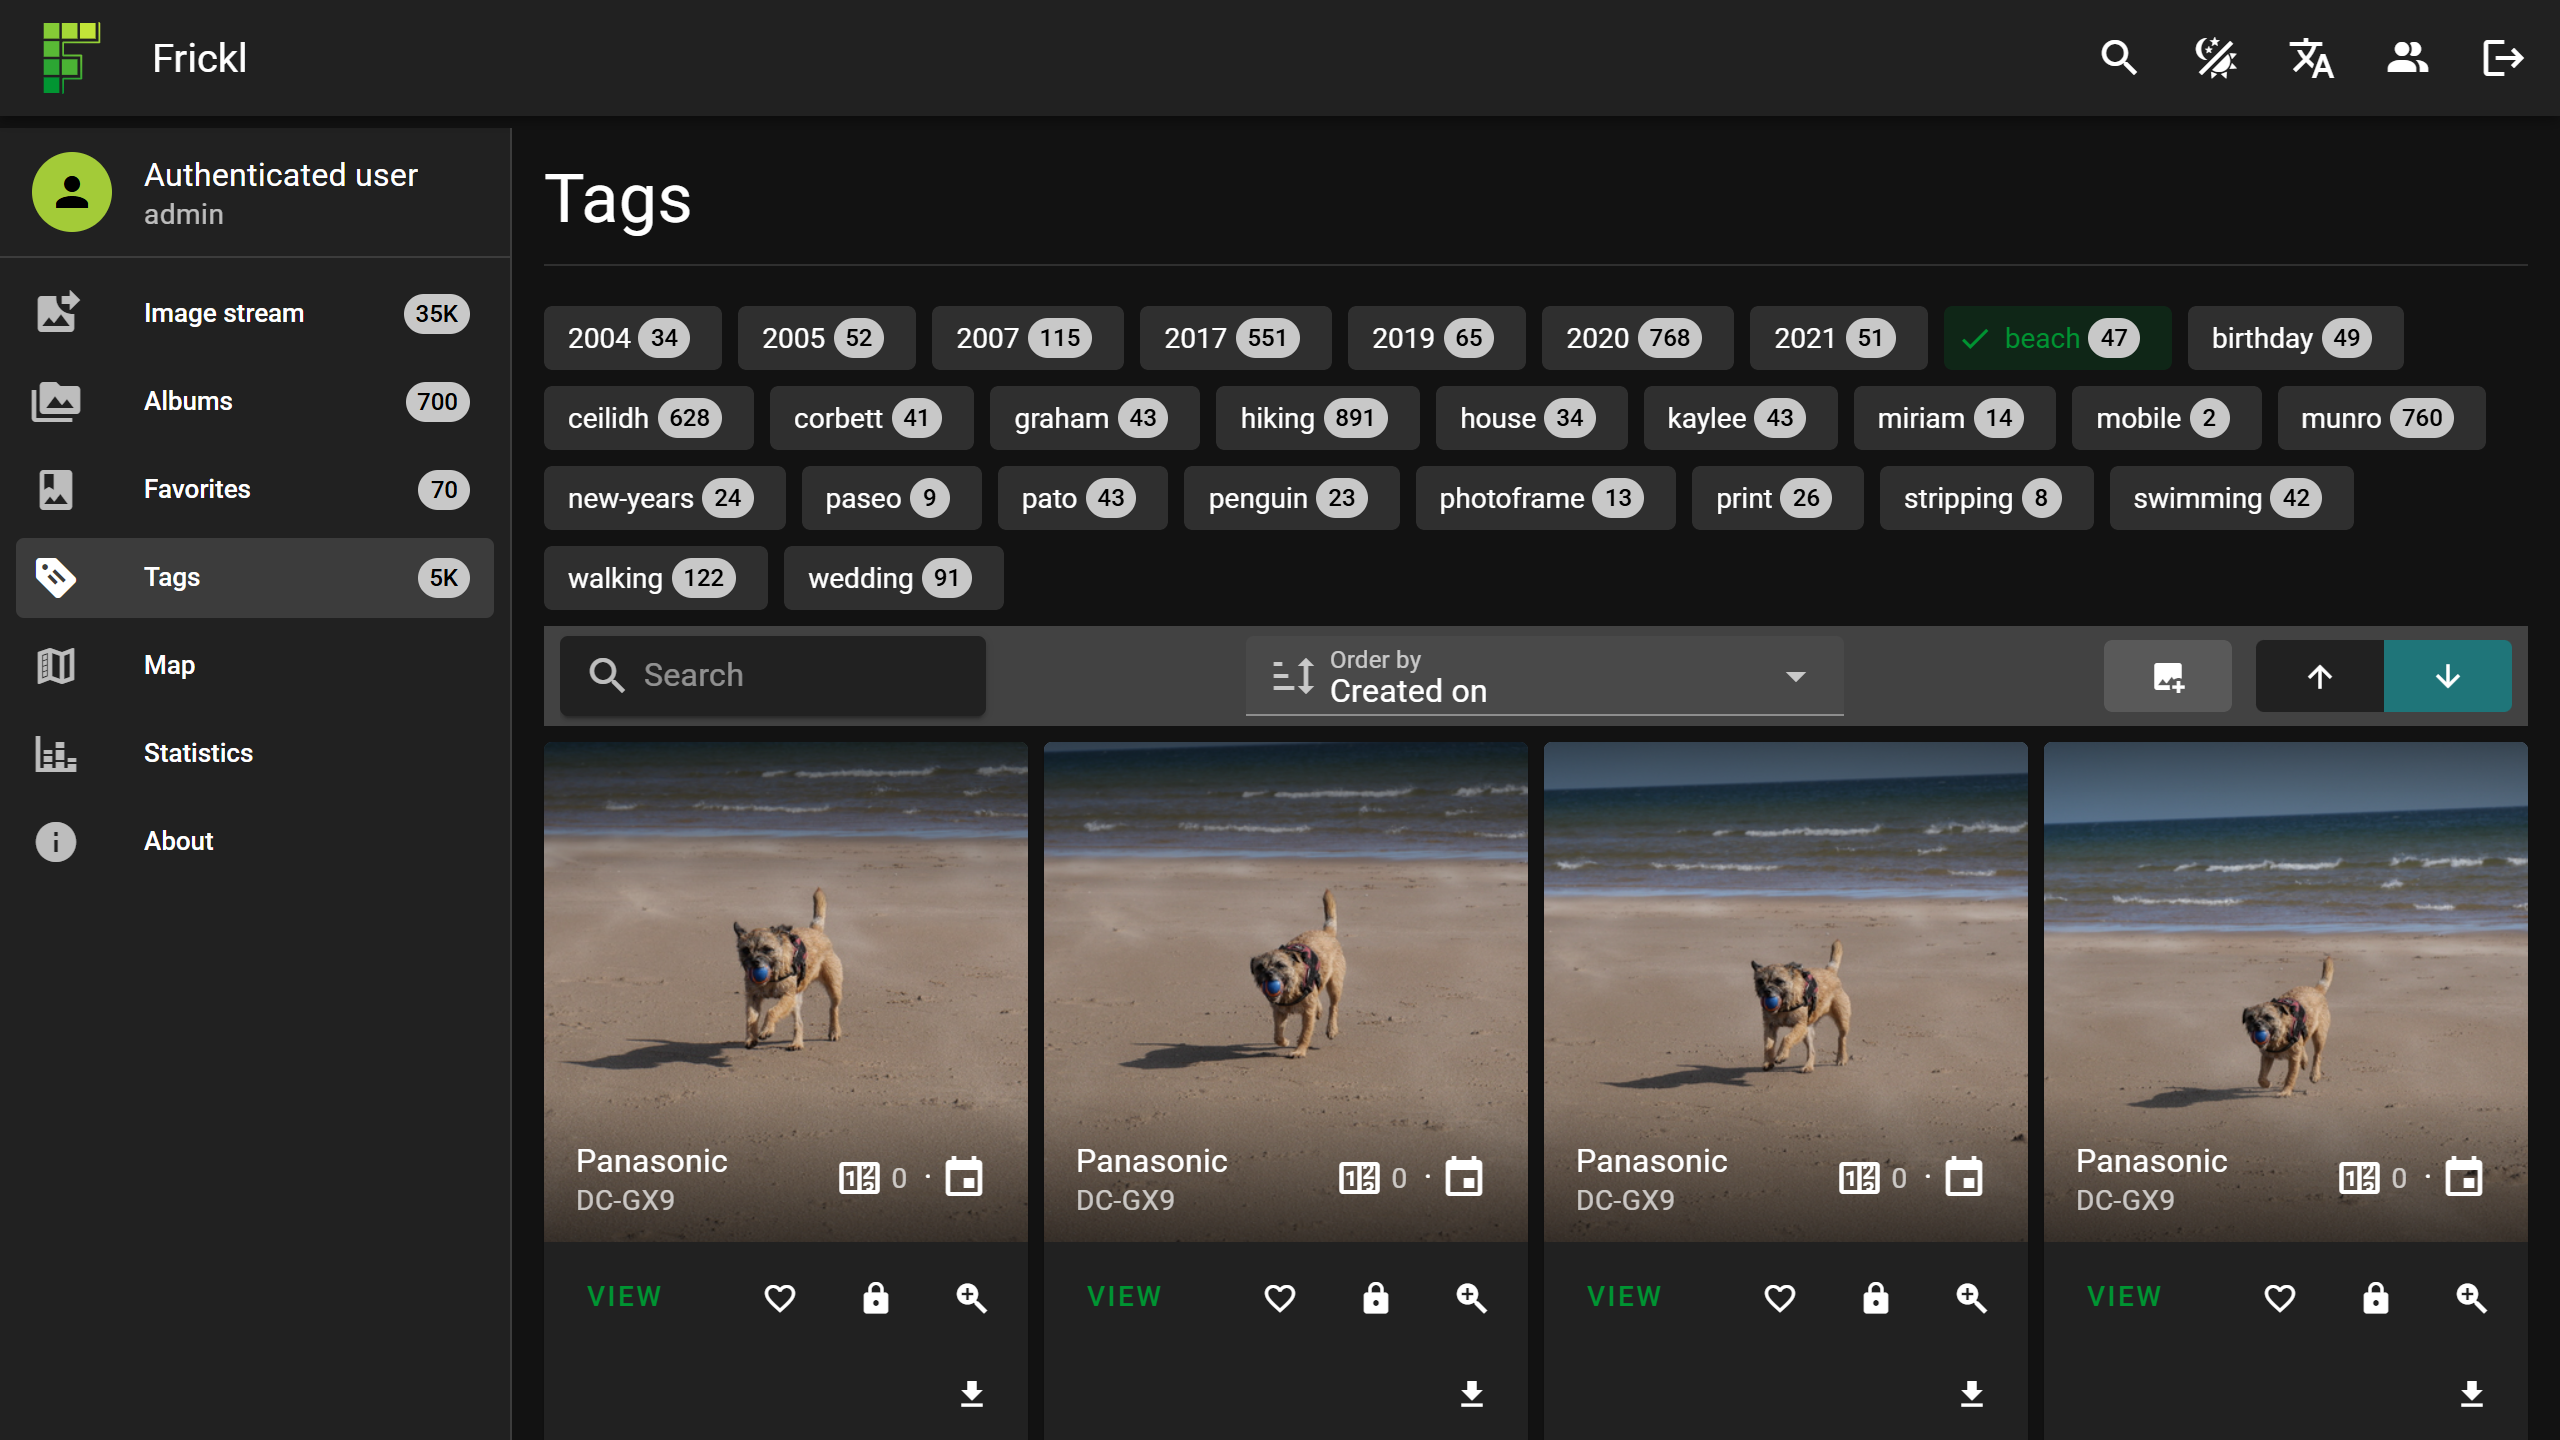 Frickl
Authenticated user
admin
Image stream 35K
Albums 700
Favorites 70
Tags 5K
Map
Statistics
About
Tags
2004 34 2005 52 2007 115 2017 551 2019 65 2020 768 2021 51 beach 47 birthday 49
ceilidh 628 corbett 41 graham 43 hiking 891 house 34 kaylee 43 miriam 14 mobile 2 munro 760
new-years 24 paseo 9 pato 43 penguin 23 photoframe 13 print 26 stripping 8 swimming 42
walking 122 wedding 91
Search
Order by
Created on
Panasonic
DC-GX9
0 ·
VIEW
Panasonic
DC-GX9
0 ·
VIEW
Panasonic
DC-GX9
0 ·
VIEW
Panasonic
DC-GX9
0 ·
VIEW